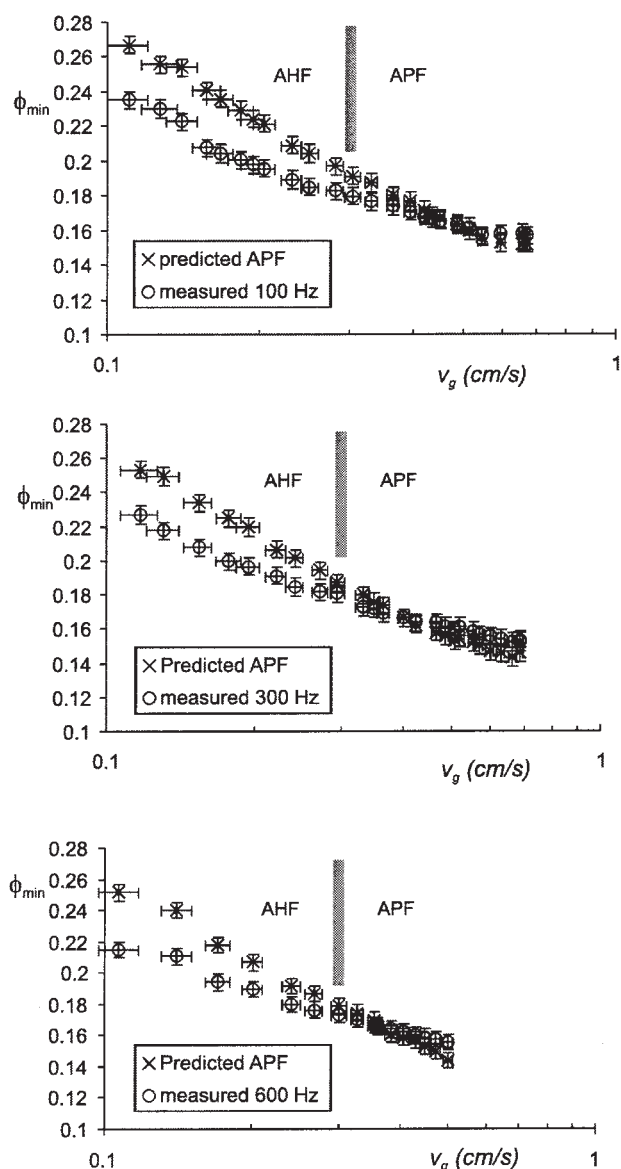 0.28
0.26
0.24
ϕmin
0.22
0.2
0.18
0.16
0.14
0.12
0.1
AHF
APF
predicted APF
measured 100 Hz
0.1
1
vg (cm/s)
0.28
0.26
0.24
ϕmin
0.22
0.2
0.18
0.16
0.14
0.12
0.1
AHF
APF
Predicted APF
measured 300 Hz
0.1
1
vg (cm/s)
0.28
ϕmin
0.26
0.24
0.22
0.2
0.18
0.16
0.14
0.12
0.1
AHF
APF
Predicted APF
measured 600 Hz
0.1
1
vg (cm/s)